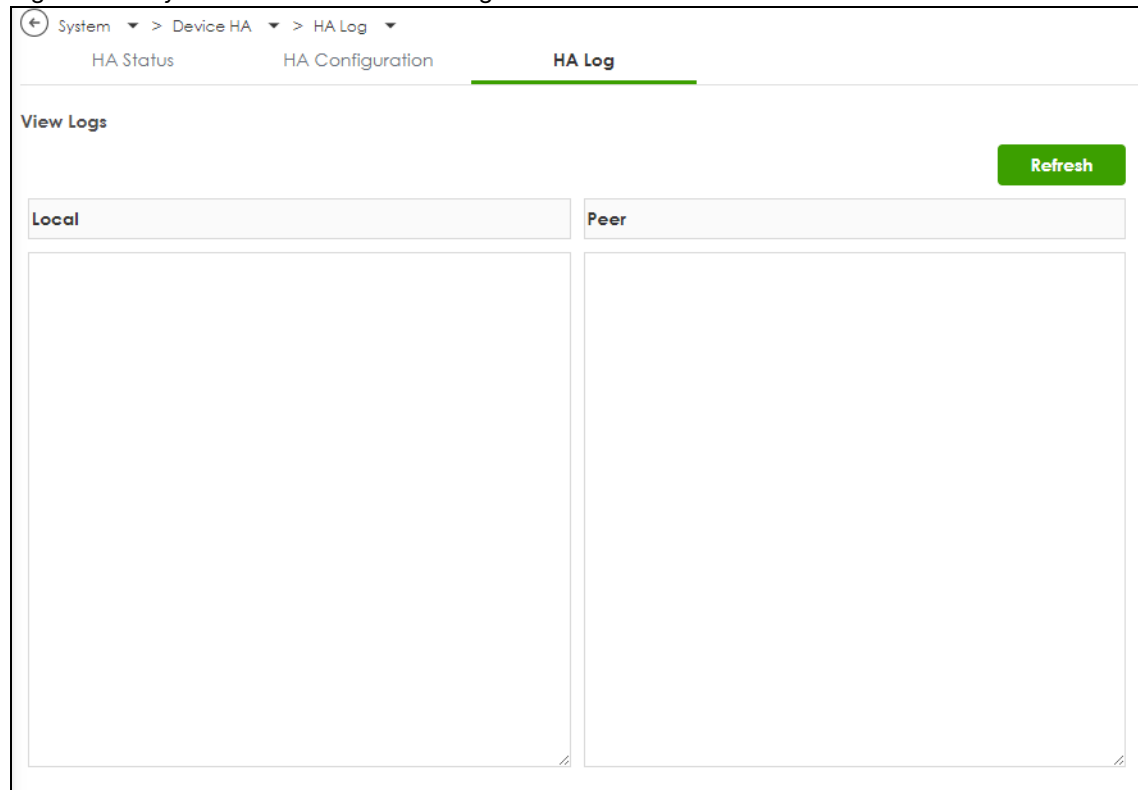 System > Device HA > HA Log
HA Status HA Configuration HA Log
View Logs
Refresh
Local Peer